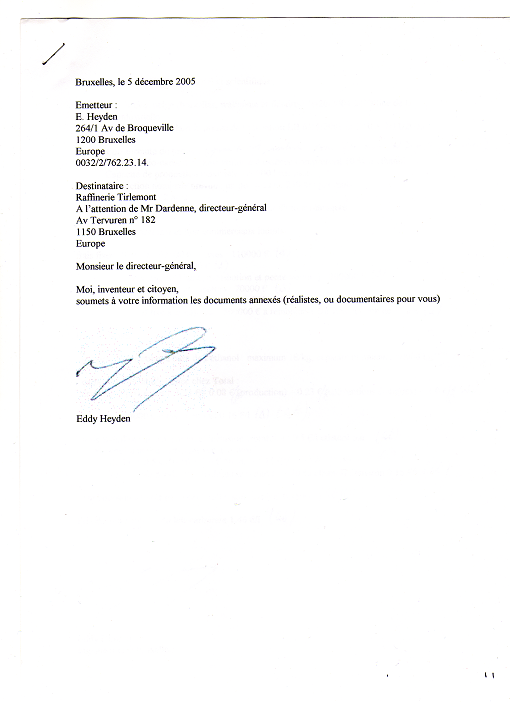 Bruxelles, le 5 décembre 2005
Emetteur :
E. Heyden
264/1 Av de Broqueville
1200 Bruxelles
Europe
0032/2/762.23.14.
Destinataire :
Raffinerie Tirlemont
A l'attention de Mr Dardenne, directeur-général
Av Tervuren n° 182
1150 Bruxelles
Europe
Monsieur le directeur-général,
Moi, inventeur et citoyen,
soumets à votre information les documents annexés (réalistes, ou documentaires pour vous)
Eddy Heyden